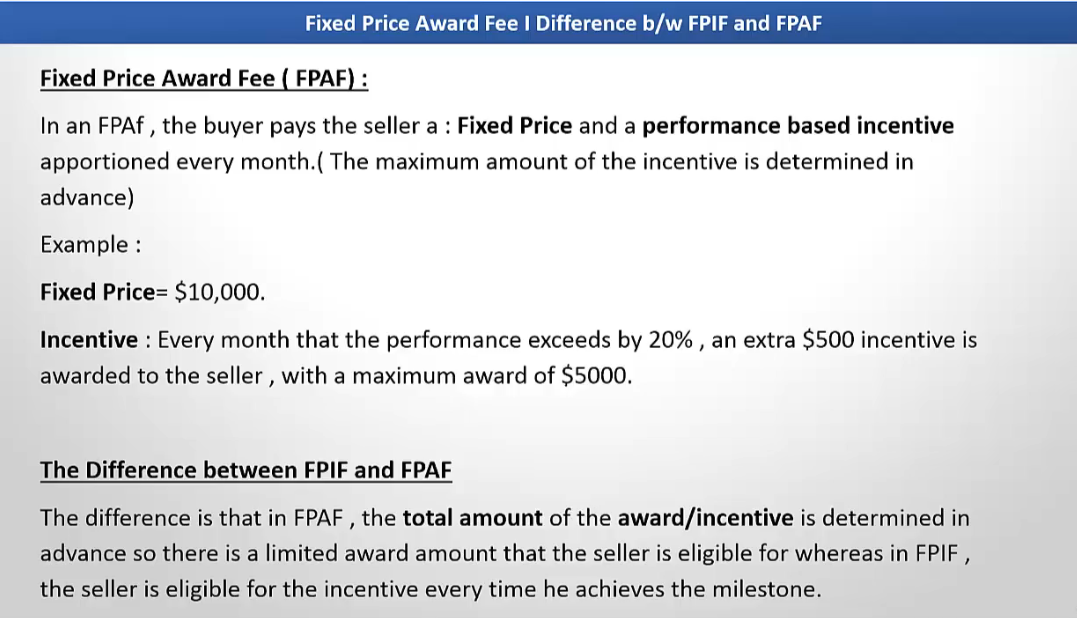 Fixed Price Award Fee I Difference b/w FPIF and FPAF
Fixed Price Award Fee ( FPAF) :
In an FPAf , the buyer pays the seller a : Fixed Price and a performance based incentive
apportioned every month.( The maximum amount of the incentive is determined in
advance)
Example :
Fixed Price= $10,000.
Incentive : Every month that the performance exceeds by 20% , an extra $500 incentive is
awarded to the seller , with a maximum award of $5000.
The Difference between FPIF and FPAF
The difference is that in FPAF , the total amount of the award/incentive is determined in
advance so there is a limited award amount that the seller is eligible for whereas in FPIF ,
the seller is eligible for the incentive every time he achieves the milestone.